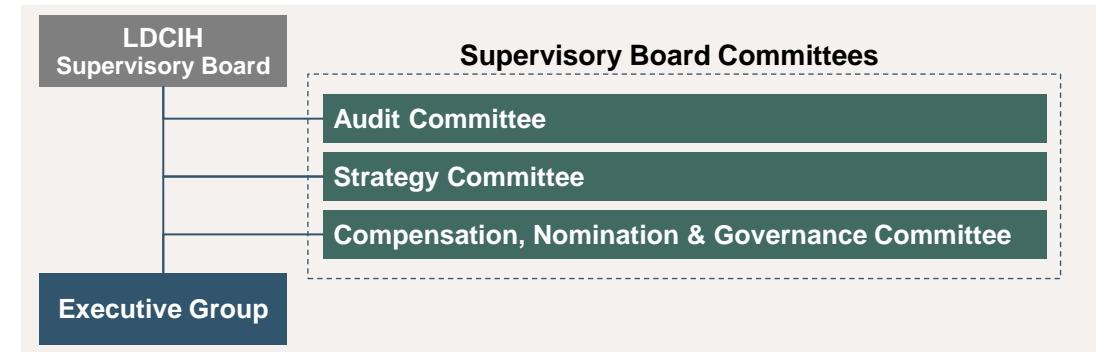 LDCIH
Supervisory Board
Supervisory Board Committees
Audit Committee
Strategy Committee
Compensation, Nomination & Governance Committee
Executive Group